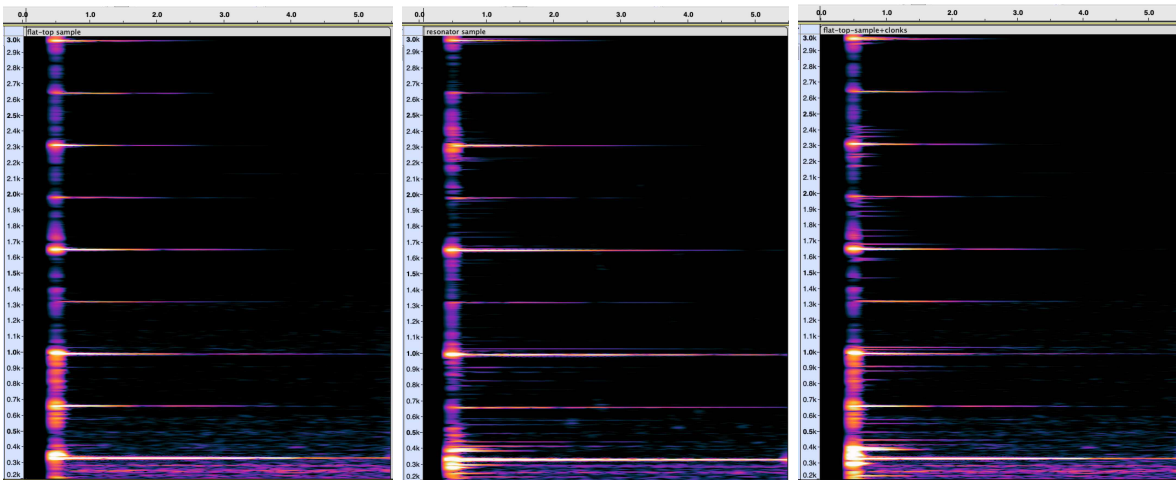 0.0 1.0 2.0 3.0 4.0 5.0
flat-top sample
3.0k
2.9k
2.8k
2.7k
2.6k
2.5k
2.4k
2.3k
2.2k
2.1k
2.0k
1.9k
1.8k
1.7k
1.6k
1.5k
1.4k
1.3k
1.2k
1.1k
1.0k
0.9k
0.8k
0.7k
0.6k
0.5k
0.4k
0.3k
0.2k
0.0 1.0 2.0 3.0 4.0 5.0
resonator sample
3.0k
2.9k
2.8k
2.7k
2.6k
2.5k
2.4k
2.3k
2.2k
2.1k
2.0k
1.9k
1.8k
1.7k
1.6k
1.5k
1.4k
1.3k
1.2k
1.1k
1.0k
0.9k
0.8k
0.7k
0.6k
0.5k
0.4k
0.3k
0.2k
0.0 1.0 2.0 3.0 4.0 5.0
flat-top-sample+clonks
3.0k
2.9k
2.8k
2.7k
2.6k
2.5k
2.4k
2.3k
2.2k
2.1k
2.0k
1.9k
1.8k
1.7k
1.6k
1.5k
1.4k
1.3k
1.2k
1.1k
1.0k
0.9k
0.8k
0.7k
0.6k
0.5k
0.4k
0.3k
0.2k